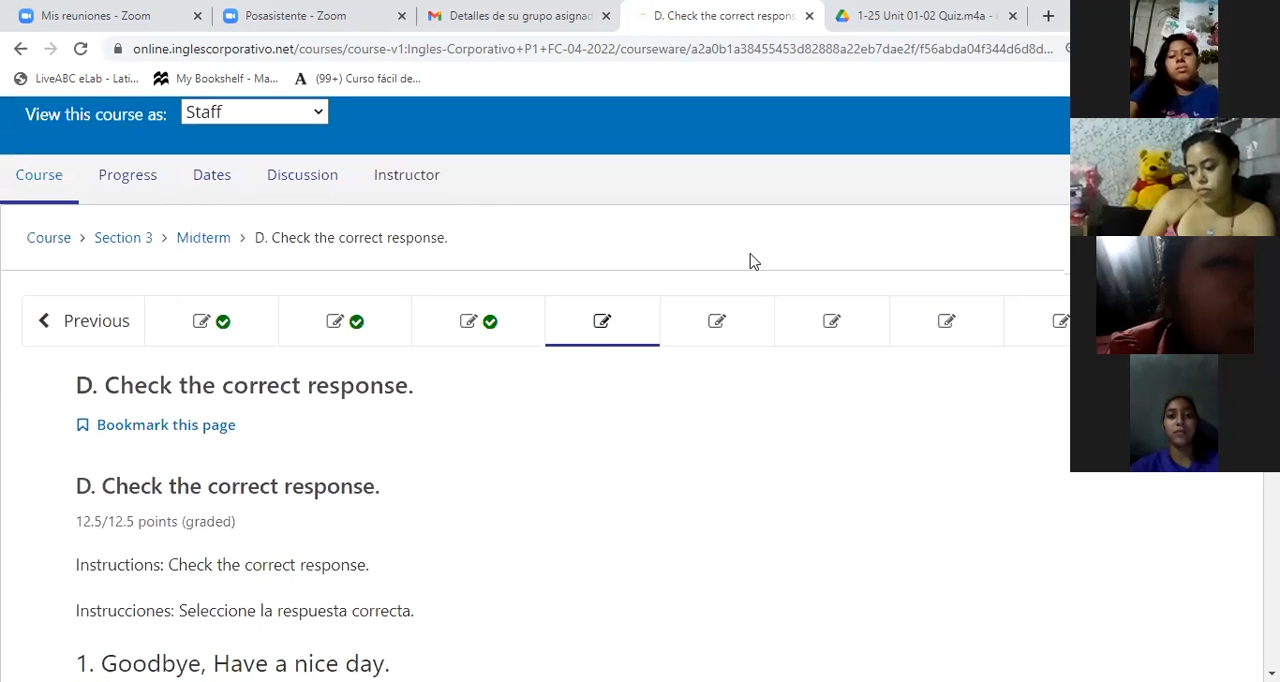 Mis reuniones - Zoom
Posasistente - Zoom
Detalles de su grupo asignad
D. Check the correct respons
1-25 Unit 01-02 Quiz.m4a -
online.inglescorporativo.net/courses/course-v1:Ingles-Corporativo+P1+FC-04-2022/courseware/a2a0b1a38455453d82888a22eb7dae2f/f56abda04f344d6d8d...
LiveABC eLab - Lati...
My Bookshelf - Ma...
(99+) Curso fácil de...
View this course as:
Staff
Course
Progress
Dates
Discussion
Instructor
Course > Section 3 > Midterm > D. Check the correct response.
Previous
D. Check the correct response.
Bookmark this page
D. Check the correct response.
12.5/12.5 points (graded)
Instructions: Check the correct response.
Instrucciones: Seleccione la respuesta correcta.
1. Goodbye, Have a nice day.